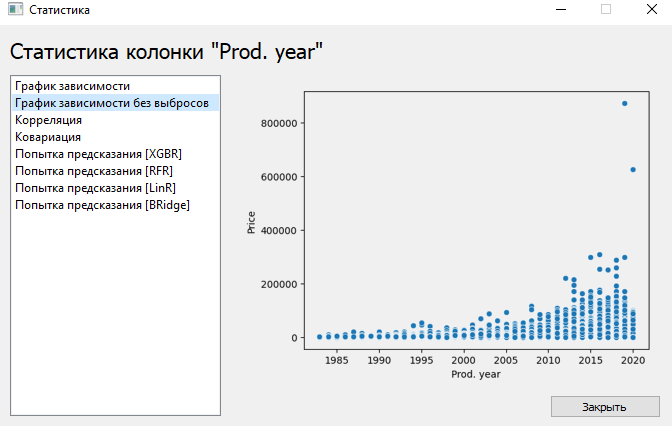 Статистика
Статистика колонки "Prod. year"
График зависимости
График зависимости без выбросов
Корреляция
Ковариация
Попытка предсказания [XGBR]
Попытка предсказания [RFR]
Попытка предсказания [LinR]
Попытка предсказания [BRidge]
800000
600000
400000
200000
0
Price
1985 1990 1995 2000 2005 2010 2015 2020
Prod. year
Закрыть